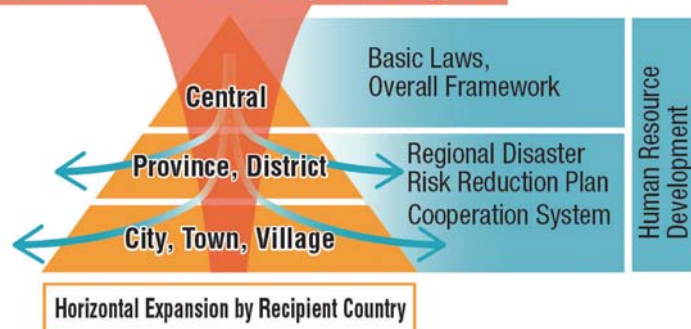 Central
Province, District
City, Town, Village
Basic Laws,
Overall Framework
Regional Disaster
Risk Reduction Plan
Cooperation System
Human Resource
Development
Horizontal Expansion by Recipient Country